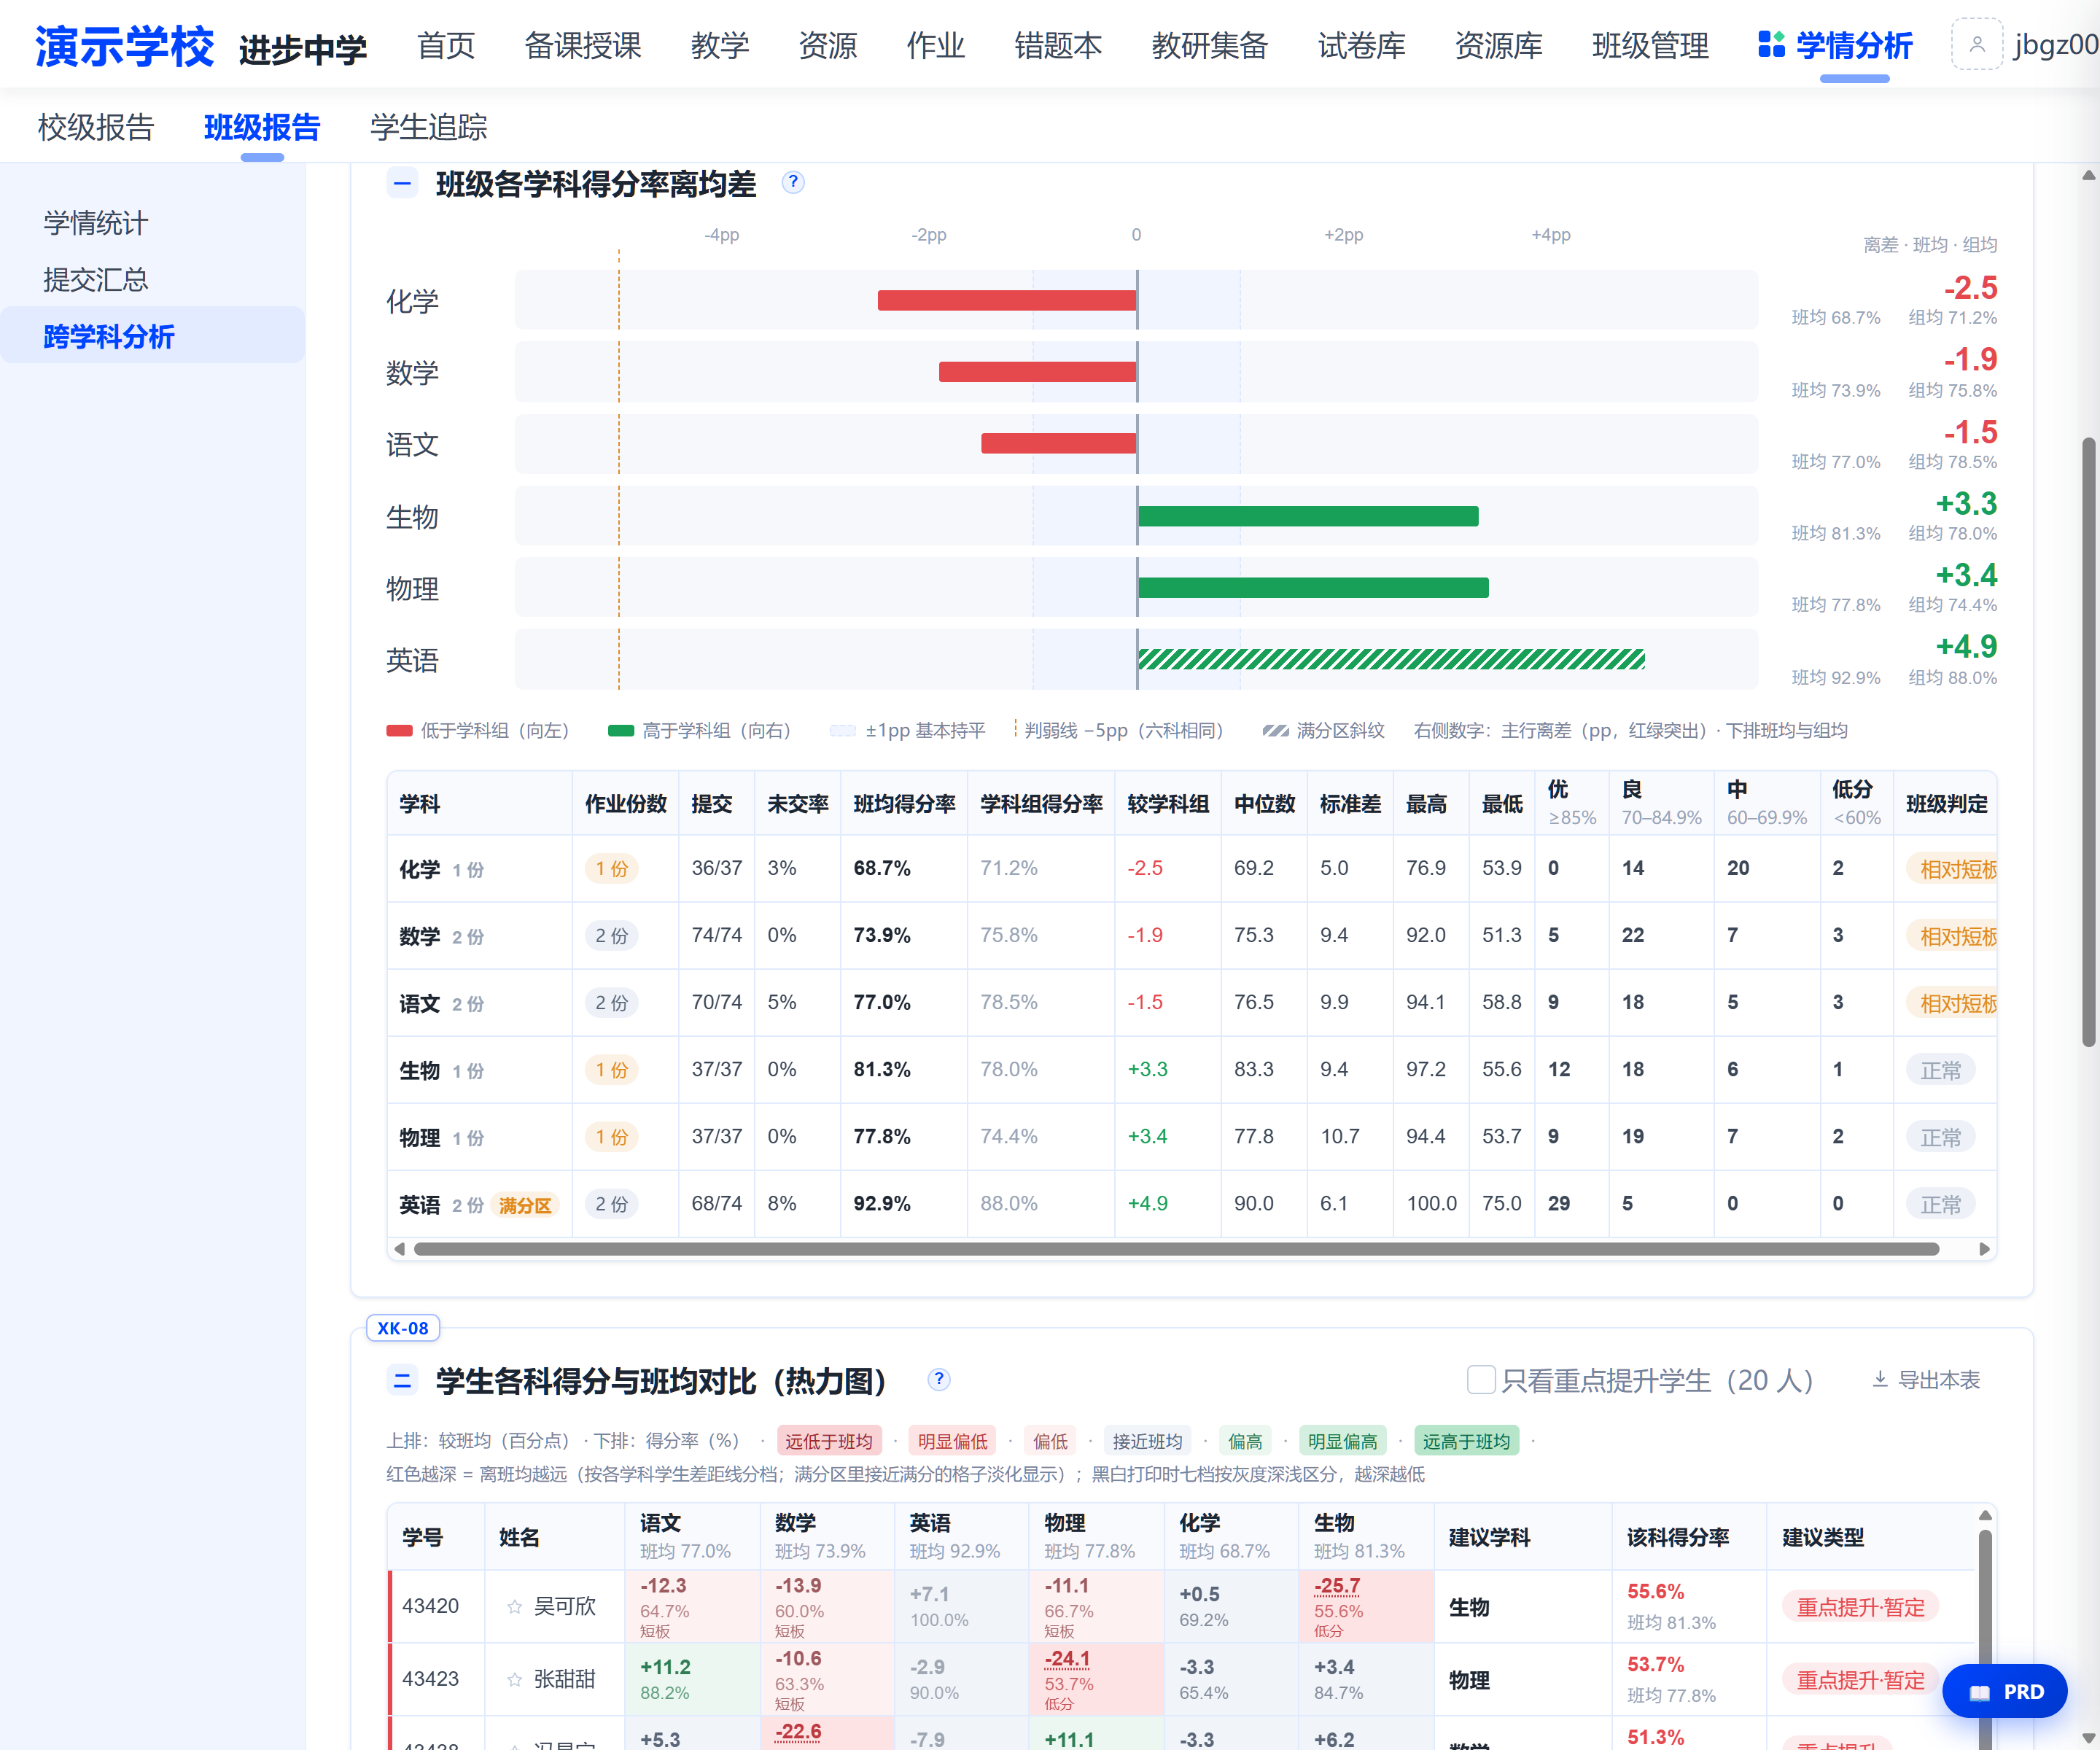 演示学校 进步中学 首页 备课授课 教学 资源 作业 错题本 教研集备 试卷库 资源库 班级管理 学情分析 jbgz00
校级报告 班级报告 学生追踪
学情统计
提交汇总
跨学科分析
一 班级各学科得分率离均差 ?
-4pp -2pp 0 +2pp +4pp 离差 · 班均 · 组均
化学 -2.5
班均 68.7% 组均 71.2%
数学 -1.9
班均 73.9% 组均 75.8%
语文 -1.5
班均 77.0% 组均 78.5%
生物 +3.3
班均 81.3% 组均 78.0%
物理 +3.4
班均 77.8% 组均 74.4%
英语 +4.9
班均 92.9% 组均 88.0%
低于学科组（向左） 高于学科组（向右） ±1pp 基本持平 判弱线 −5pp（六科相同） 满分区斜纹 右侧数字：主行离差（pp，红绿突出）· 下排班均与组均
学科 作业份数 提交 未交率 班均得分率 学科组得分率 较学科组 中位数 标准差 最高 最低 优 ≥85% 良 70–84.9% 中 60–69.9% 低分 <60% 班级判定
化学 1 份 1 份 36/37 3% 68.7% 71.2% -2.5 69.2 5.0 76.9 53.9 0 14 20 2 相对短板
数学 2 份 2 份 74/74 0% 73.9% 75.8% -1.9 75.3 9.4 92.0 51.3 5 22 7 3 相对短板
语文 2 份 2 份 70/74 5% 77.0% 78.5% -1.5 76.5 9.9 94.1 58.8 9 18 5 3 相对短板
生物 1 份 1 份 37/37 0% 81.3% 78.0% +3.3 83.3 9.4 97.2 55.6 12 18 6 1 正常
物理 1 份 1 份 37/37 0% 77.8% 74.4% +3.4 77.8 10.7 94.4 53.7 9 19 7 2 正常
英语 2 份 满分区 2 份 68/74 8% 92.9% 88.0% +4.9 90.0 6.1 100.0 75.0 29 5 0 0 正常
XK-08
二 学生各科得分与班均对比（热力图） ? 只看重点提升学生（20 人） 导出本表
上排：较班均（百分点）· 下排：得分率（%） · 远低于班均 · 明显偏低 · 偏低 · 接近班均 · 偏高 · 明显偏高 · 远高于班均 ·
红色越深 = 离班均越远（按各学科学生差距线分档；满分区里接近满分的格子淡化显示）；黑白打印时七档按灰度深浅区分，越深越低
学号 姓名 语文 班均 77.0% 数学 班均 73.9% 英语 班均 92.9% 物理 班均 77.8% 化学 班均 68.7% 生物 班均 81.3% 建议学科 该科得分率 建议类型
43420 吴可欣 -12.3 64.7% 短板 -13.9 60.0% 短板 +7.1 100.0% -11.1 66.7% 短板 +0.5 69.2% -25.7 55.6% 低分 生物 55.6% 班均 81.3% 重点提升·暂定
43423 张甜甜 +11.2 88.2% -10.6 63.3% 短板 -2.9 90.0% -24.1 53.7% 低分 -3.3 65.4% +3.4 84.7% 物理 53.7% 班均 77.8% 重点提升·暂定
+5.3 -22.6 -7.9 +11.1 -3.3 +6.2 51.3%
PRD